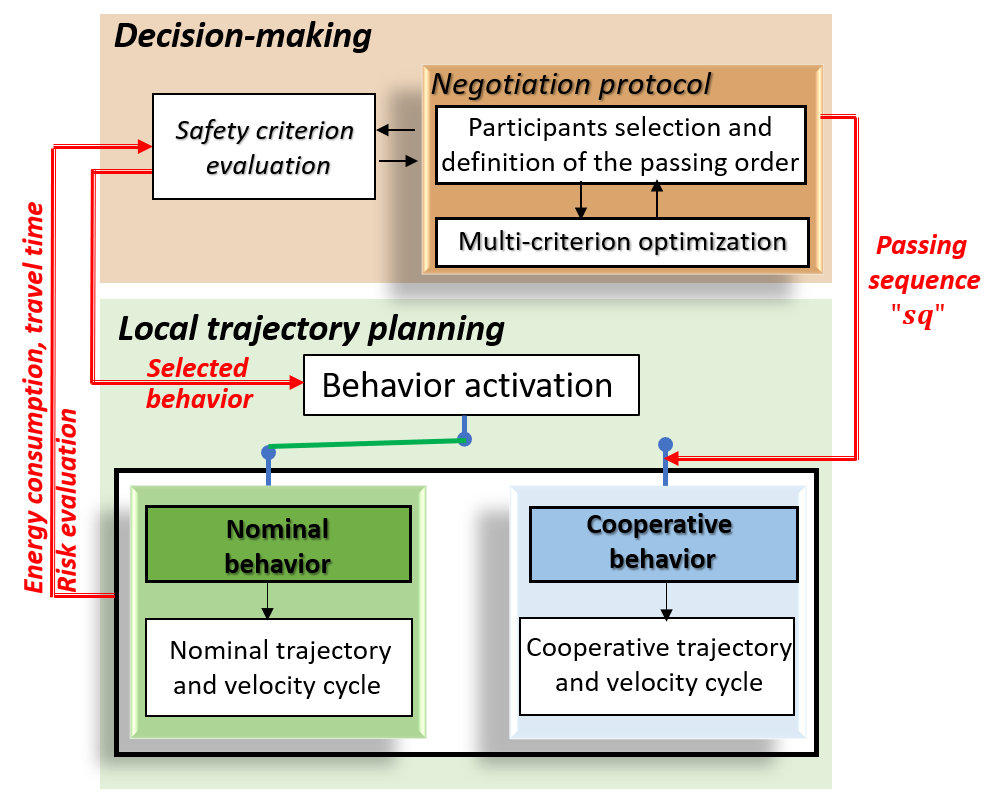 Decision-making
Negotiation protocol
Safety criterion
evaluation
Participants selection and
definition of the passing order
Multi-criterion optimization
Passing
sequence
"sq"
Energy consumption, travel time
Risk evaluation
Local trajectory planning
Selected
behavior
Behavior activation
Nominal
behavior
Nominal trajectory
and velocity cycle
Cooperative
behavior
Cooperative trajectory
and velocity cycle